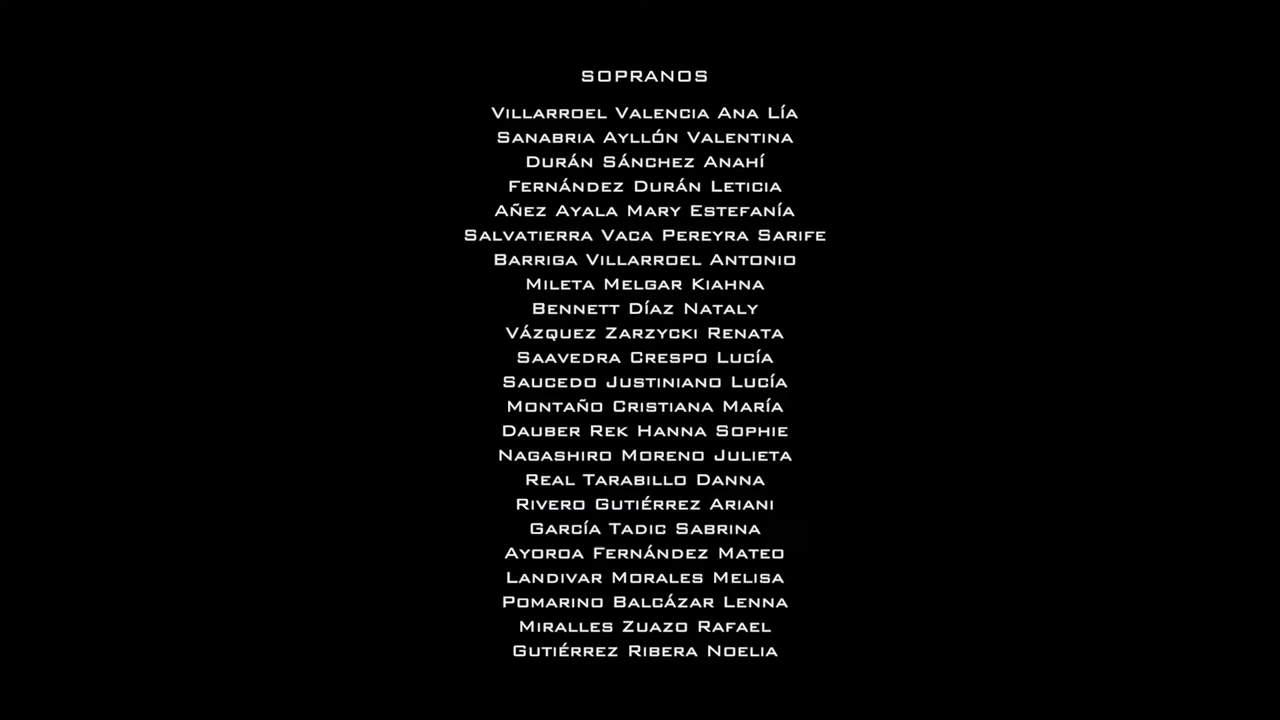 SOPRANOS
Villarroel Valencia Ana Lía
Sanabria Ayllón Valentina
Durán Sánchez Anahí
Fernández Durán Leticia
Añez Ayala Mary Estefanía
Salvatierra Vaca Pereyra Sarife
Barriga Villarroel Antonio
Mileta Melgar Kiahna
Bennett Díaz Nataly
Vázquez Zarzycki Renata
Saavedra Crespo Lucía
Saucedo Justiniano Lucía
Montaño Cristiana María
Dauber Rek Hanna Sophie
Nagashiro Moreno Julieta
Real Tarabillo Danna
Rivero Gutiérrez Ariani
García Tadic Sabrina
Ayoroa Fernández Mateo
Landivar Morales Melisa
Pomarino Balcázar Lenna
Miralles Zuazo Rafael
Gutiérrez Ribera Noelia